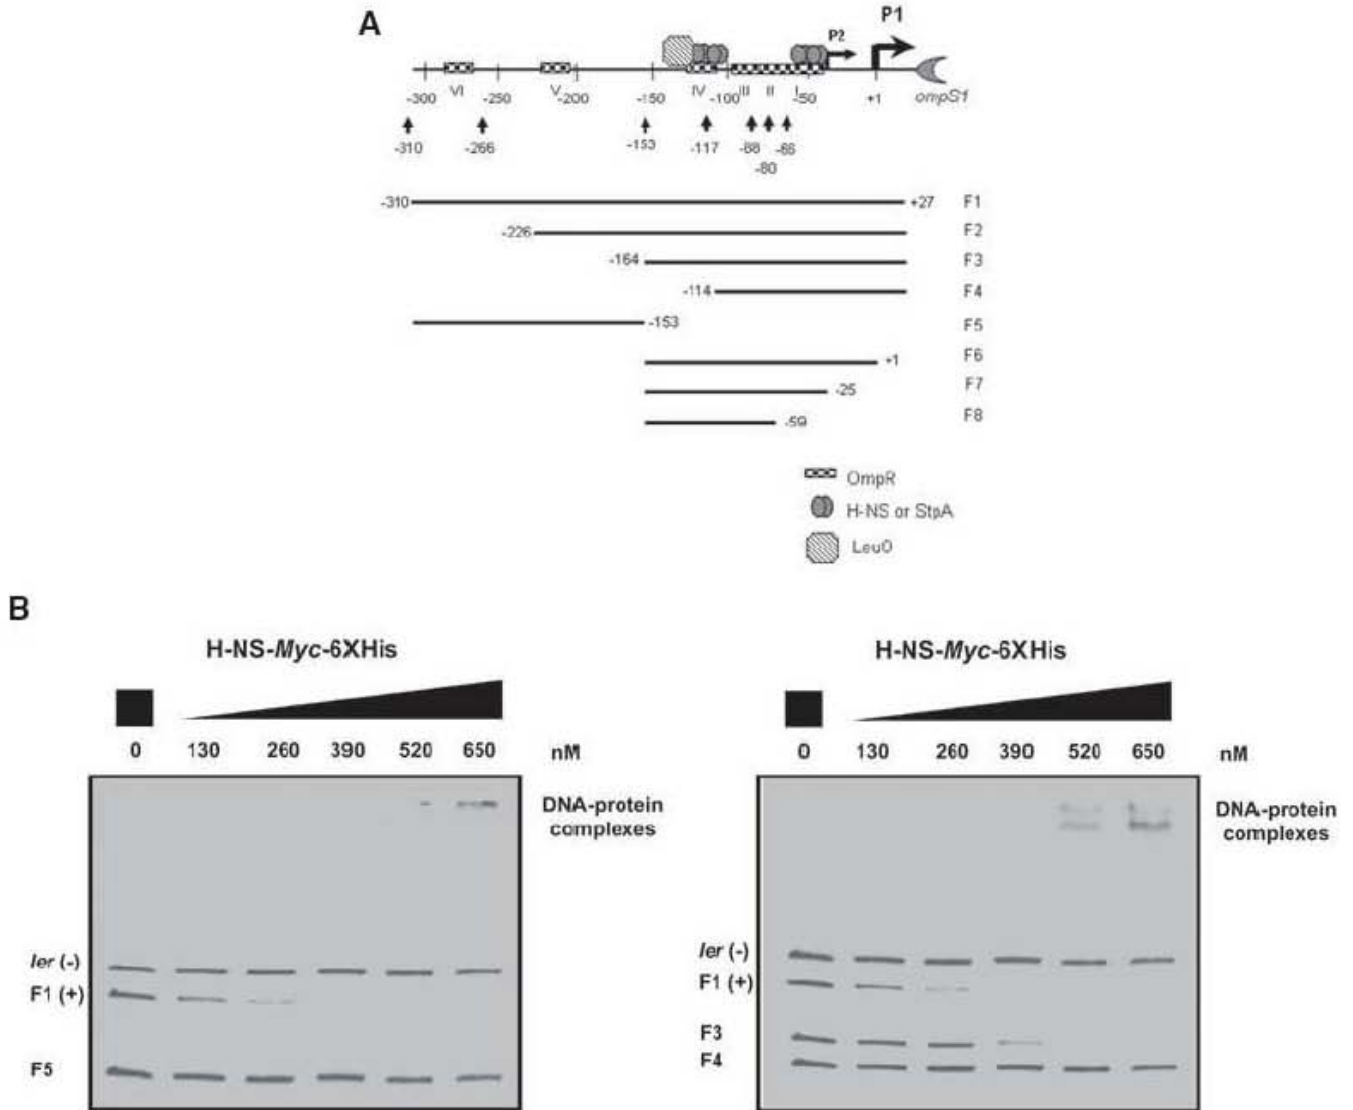 A
P1
P2
VI V IV III II I
-300 -250 -200 -150 -100 -50 +1 ompS1
-310 -266 -153 -117 -88 -66
-80
-310 +27 F1
-226 F2
-164 F3
-114 F4
-153 F5
+1 F6
-25 F7
-59 F8
OmpR
H-NS or StpA
LeuO
B
H-NS-Myc-6XHis
0 130 260 390 520 650 nM
DNA-protein
complexes
ler (-)
F1 (+)
F5
H-NS-Myc-6XHis
0 130 260 390 520 650 nM
DNA-protein
complexes
ler (-)
F1 (+)
F3
F4